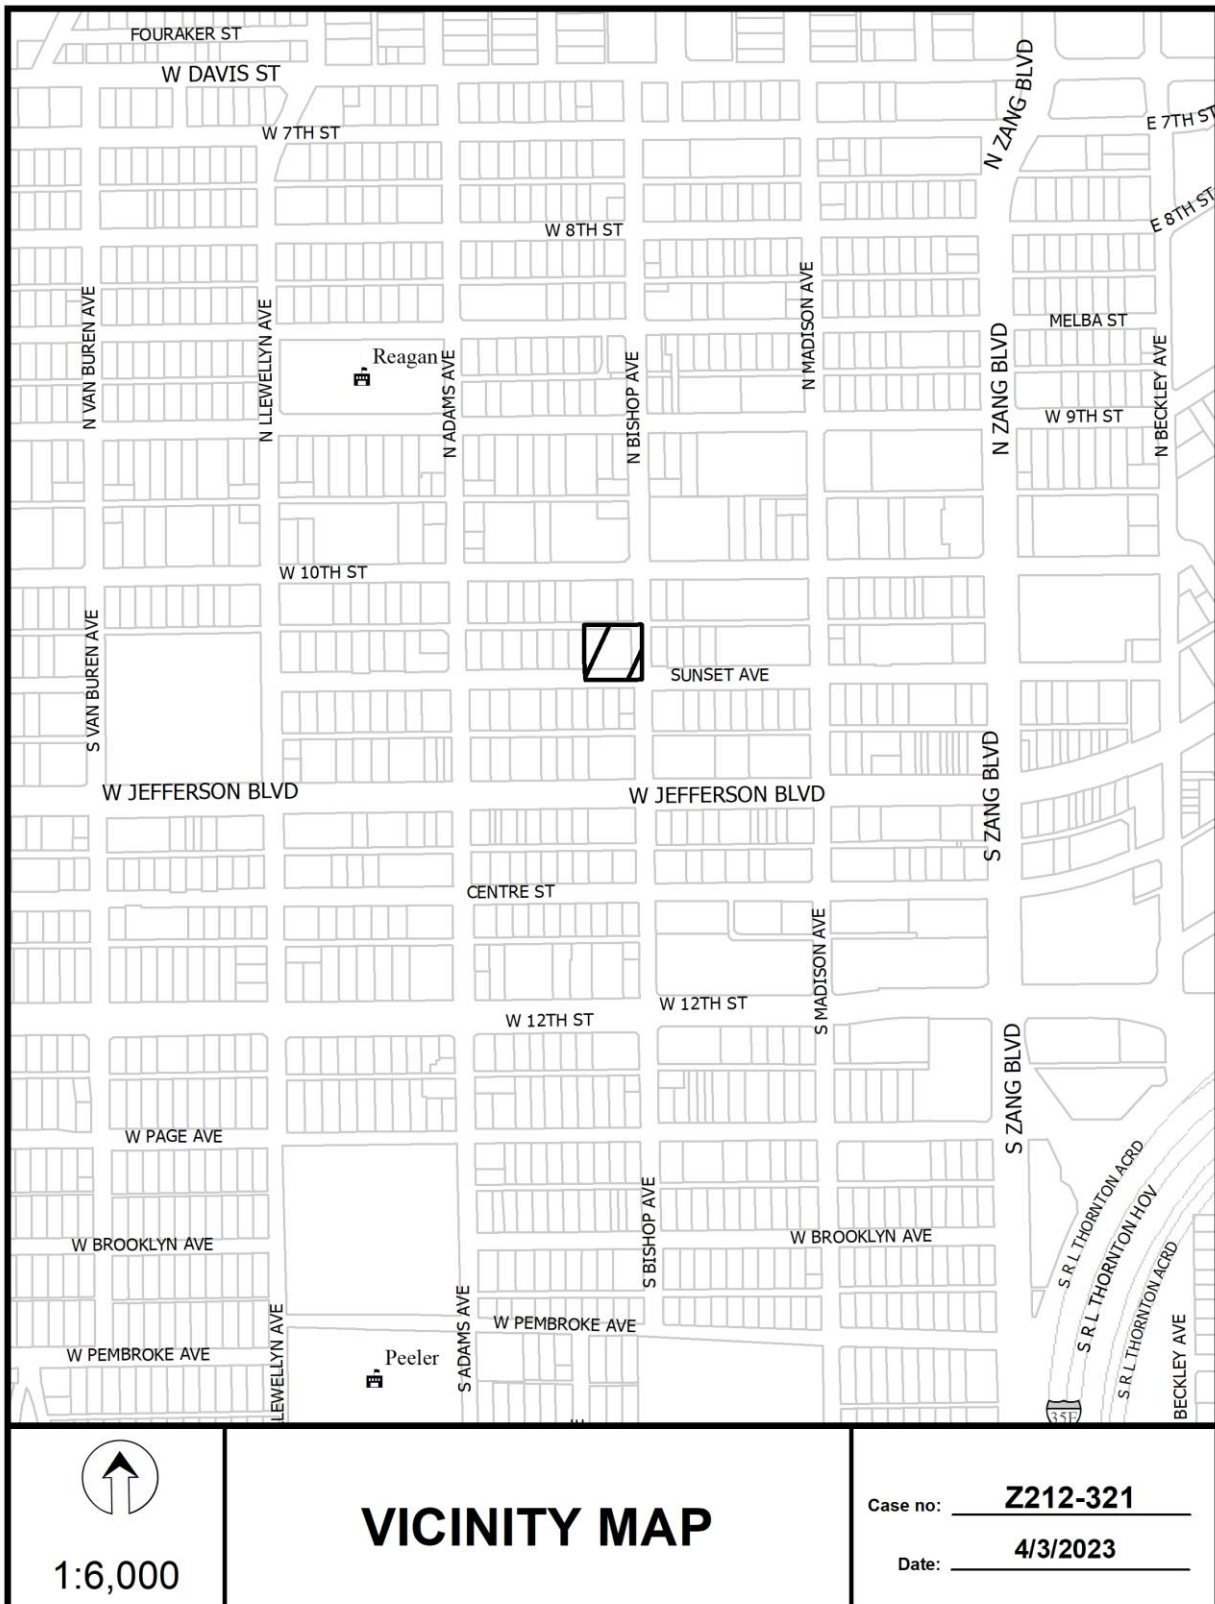 FOURAKER ST
W DAVIS ST
N ZANG BLVD
E 7TH ST
W 7TH ST
E 8TH ST
W 8TH ST
N VAN BUREN AVE
N LLEWELLYN AVE
N MADISON AVE
MELBA ST
Reagan
N ADAMS AVE
N BISHOP AVE
N ZANG BLVD
N BECKLEY AVE
W 9TH ST
W 10TH ST
S VAN BUREN AVE
SUNSET AVE
W JEFFERSON BLVD
W JEFFERSON BLVD
S ZANG BLVD
CENTRE ST
S MADISON AVE
W 12TH ST
W 12TH ST
S ZANG BLVD
W PAGE AVE
S BISHOP AVE
S R L THORNTON ACRD
S R L THORNTON HOV
S R L THORNTON ACRD
W BROOKLYN AVE
W BROOKLYN AVE
W PEMBROKE AVE
W PEMBROKE AVE
LLEWELLYN AVE
S ADAMS AVE
Peeler
BECKLEY AVE
35E
1:6,000
VICINITY MAP
Case no: Z212-321
Date: 4/3/2023